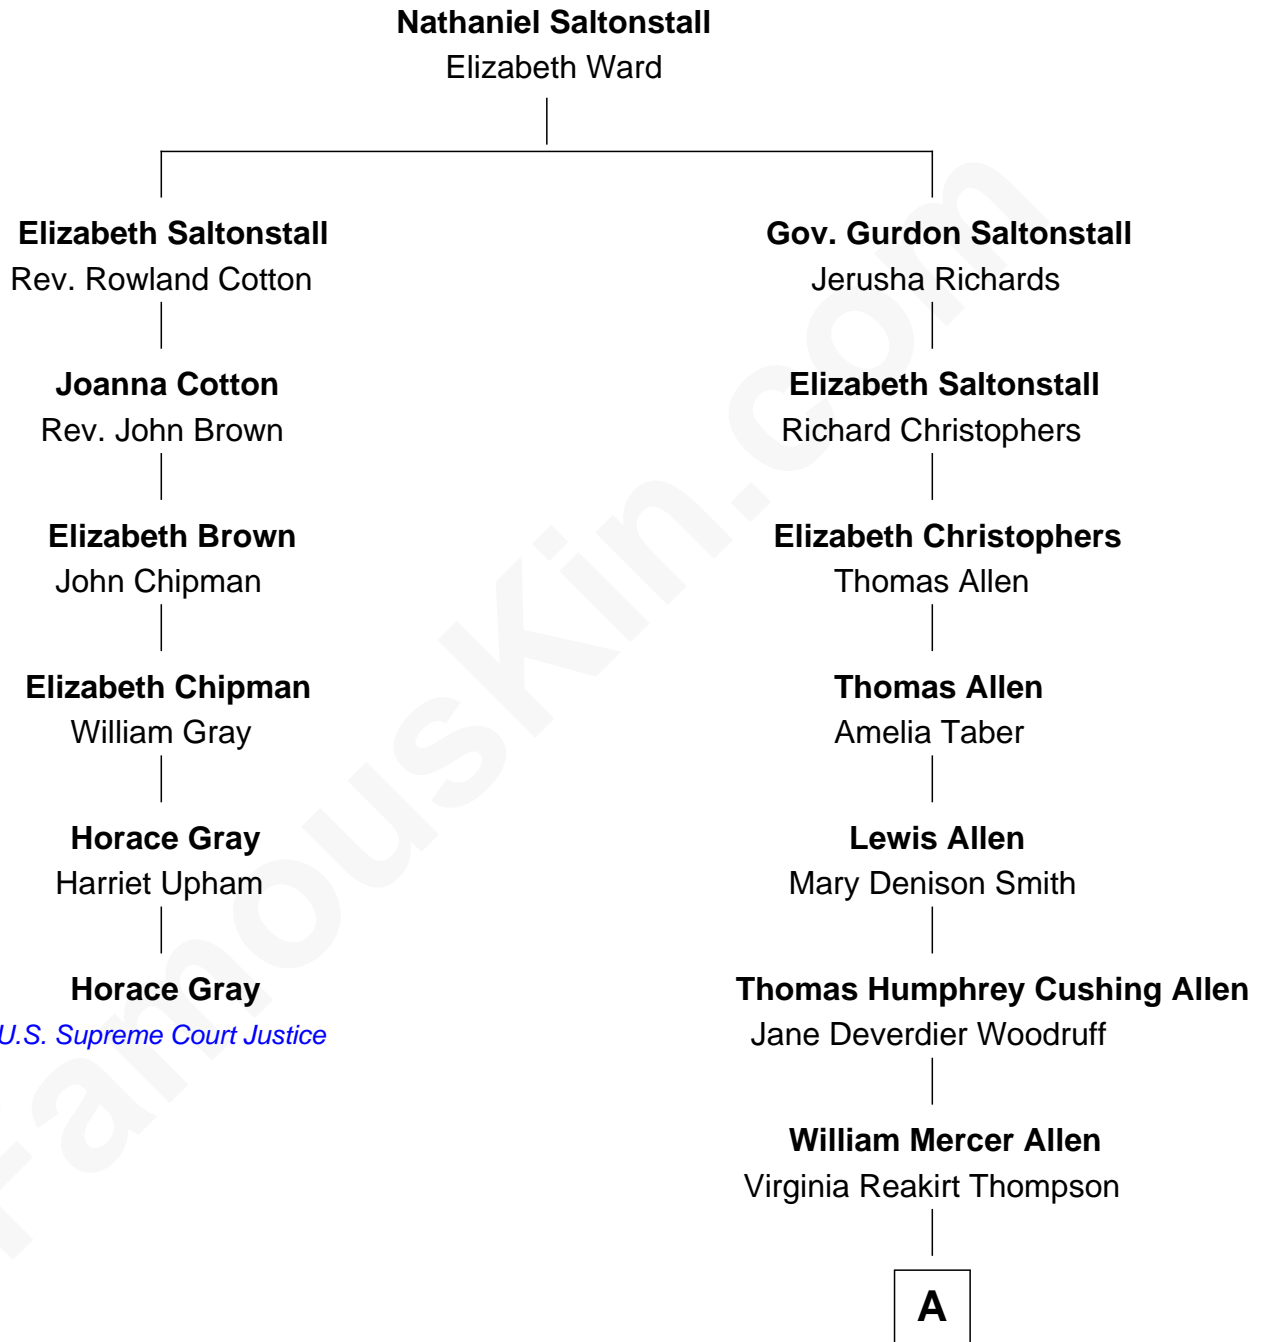 Nathaniel Saltonstall
Elizabeth Ward
Elizabeth Saltonstall
Rev. Rowland Cotton
Gov. Gurdon Saltonstall
Jerusha Richards
Joanna Cotton
Rev. John Brown
Elizabeth Saltonstall
Richard Christophers
Elizabeth Brown
John Chipman
Elizabeth Christophers
Thomas Allen
Elizabeth Chipman
William Gray
Thomas Allen
Amelia Taber
Horace Gray
Harriet Upham
Lewis Allen
Mary Denison Smith
Horace Gray
U.S. Supreme Court Justice
Thomas Humphrey Cushing Allen
Jane Deverdier Woodruff
William Mercer Allen
Virginia Reakirt Thompson
A
FamousKin.com